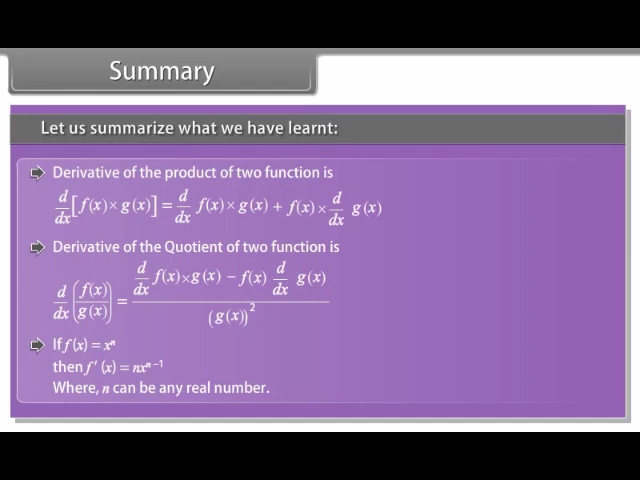 Summary
Let us summarize what we have learnt:
Derivative of the product of two function is
d/dx [f(x) × g(x)] = d/dx f(x) × g(x) + f(x) × d/dx g(x)
Derivative of the Quotient of two function is
d/dx (f(x)/g(x)) = (d/dx f(x) × g(x) − f(x) d/dx g(x)) / (g(x))²
If f(x) = xⁿ
then f ′ (x) = nxⁿ⁻¹
Where, n can be any real number.